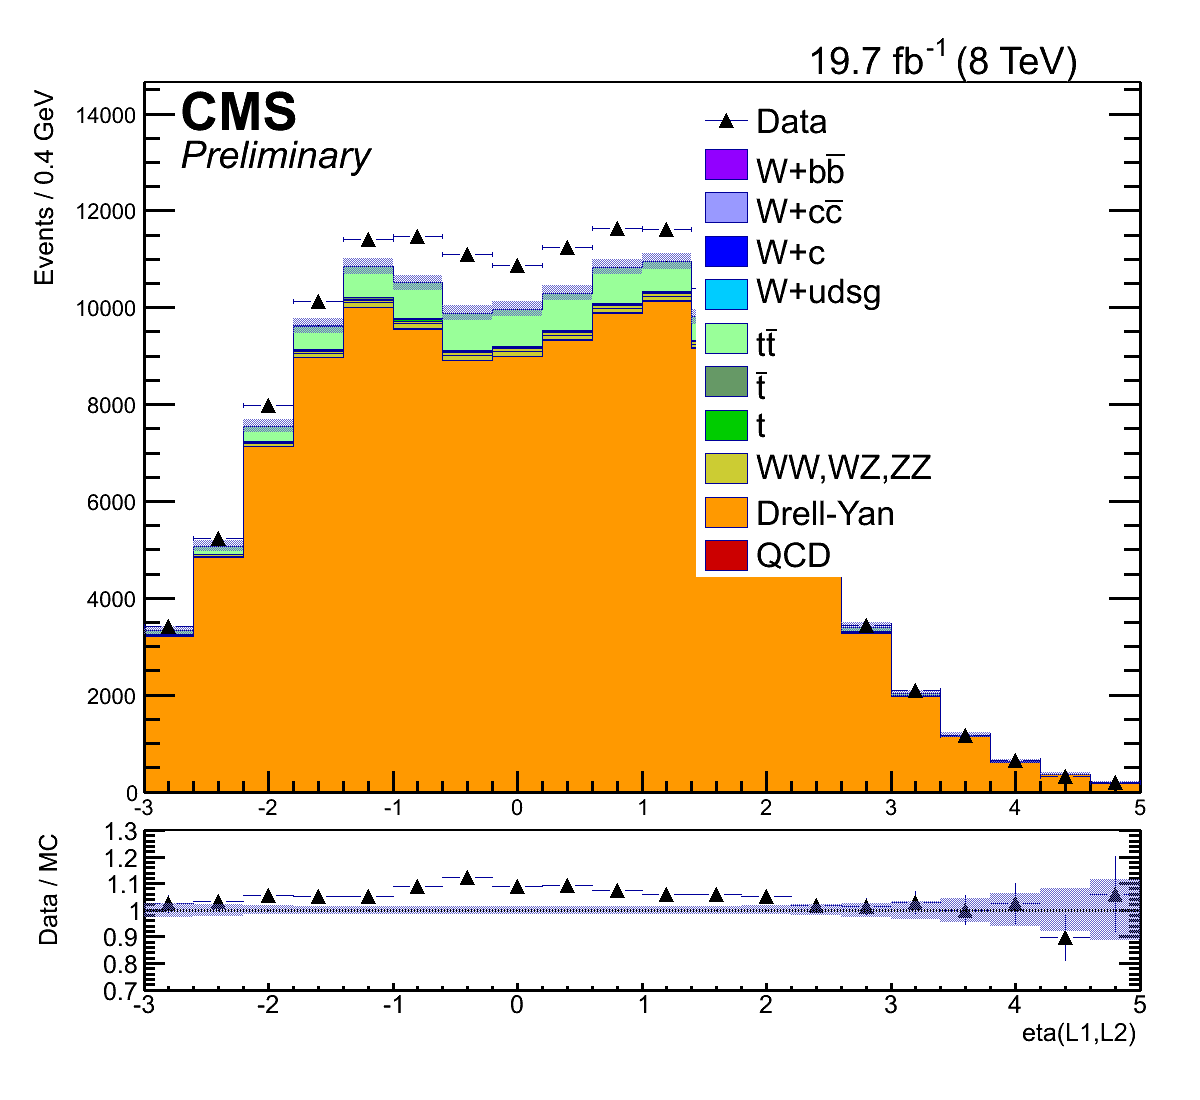 19.7 fb⁻¹ (8 TeV)
CMS
Preliminary
Events / 0.4 GeV
14000
12000
10000
8000
6000
4000
2000
0
Data
W+bb̅
W+cc̅
W+c
W+udsg
tt̅
t̅
t
WW,WZ,ZZ
Drell-Yan
QCD
-3 -2 -1 0 1 2 3 4 5
Data / MC
1.3
1.2
1.1
1
0.9
0.8
0.7
-3 -2 -1 0 1 2 3 4 5
eta(L1,L2)